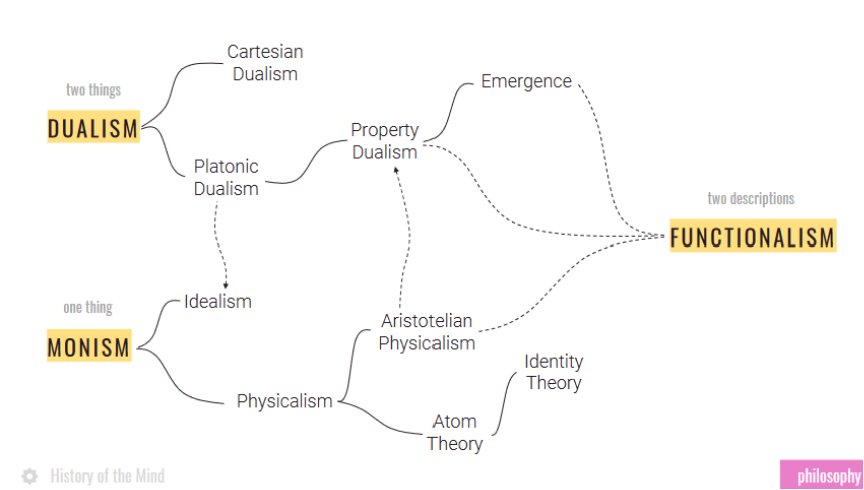 Cartesian
Dualism
two things
DUALISM
Platonic
Dualism
Property
Dualism
Emergence
two descriptions
FUNCTIONALISM
one thing
MONISM
Idealism
Physicalism
Aristotelian
Physicalism
Atom
Theory
Identity
Theory
History of the Mind
philosophy